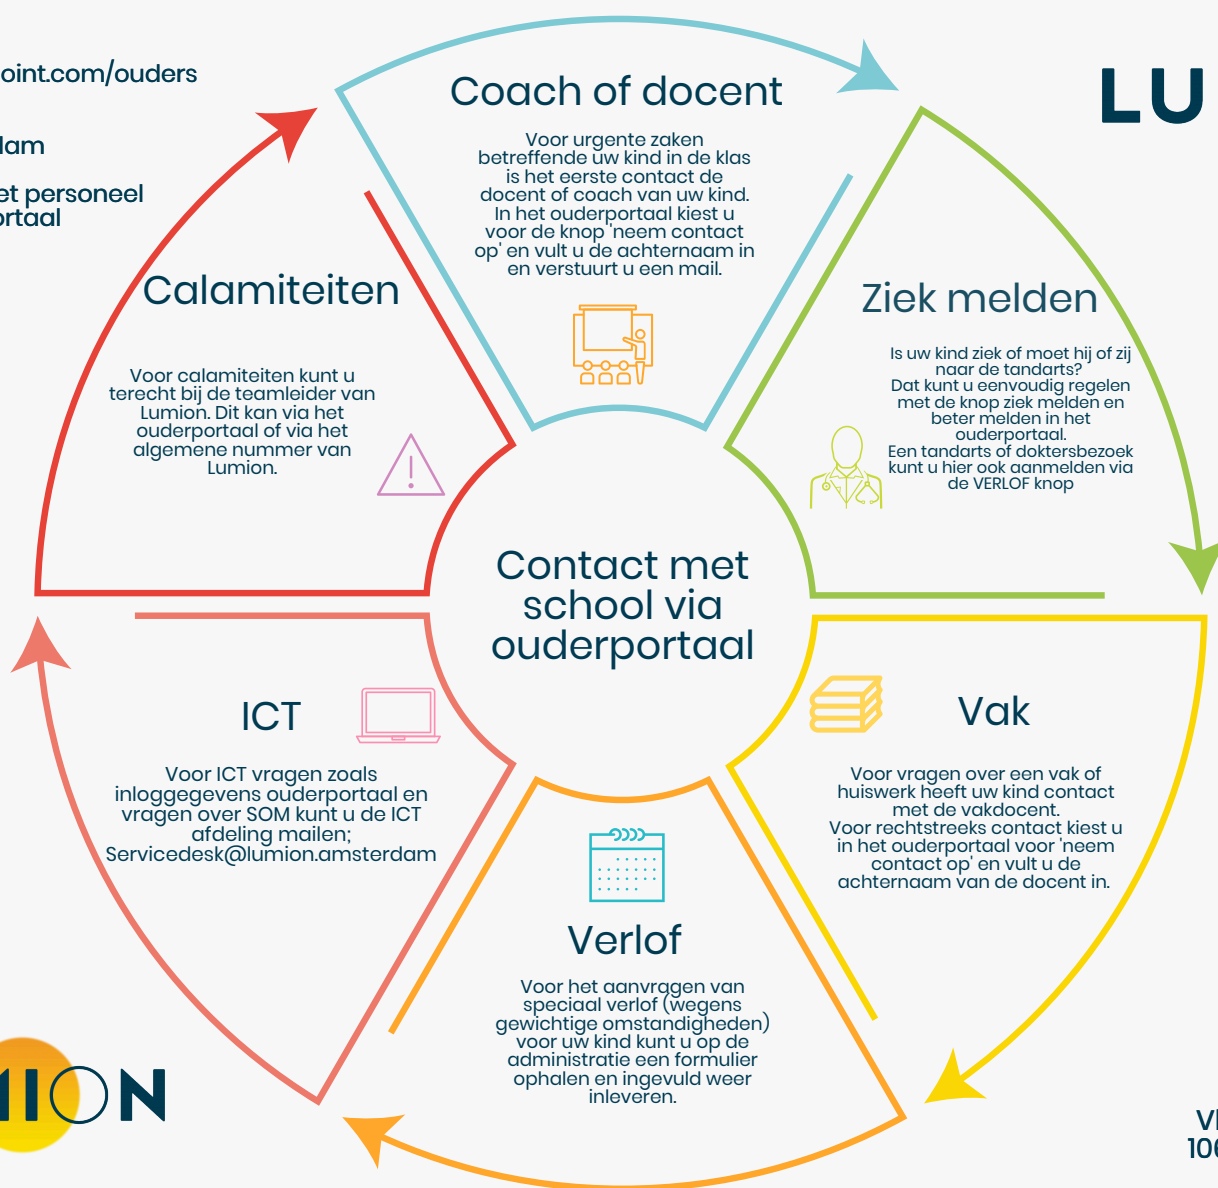 oint.com/ouders
dam
et personeel
ortaal
LU
Coach of docent
Voor urgente zaken
betreffende uw kind in de klas
is het eerste contact de
docent of coach van uw kind.
In het ouderportaal kiest u
voor de knop 'neem contact
op' en vult u de achternaam in
en verstuurt u een mail.
Calamiteiten
Voor calamiteiten kunt u
terecht bij de teamleider van
Lumion. Dit kan via het
ouderportaal of via het
algemene nummer van
Lumion.
Ziek melden
Is uw kind ziek of moet hij of zij
naar de tandarts?
Dat kunt u eenvoudig regelen
met de knop ziek melden en
beter melden in het
ouderportaal.
Een tandarts of doktersbezoek
kunt u hier ook aanmelden via
de VERLOF knop
Contact met
school via
ouderportaal
ICT
Voor ICT vragen zoals
inloggegevens ouderportaal en
vragen over SOM kunt u de ICT
afdeling mailen;
Servicedesk@lumion.amsterdam
Vak
Voor vragen over een vak of
huiswerk heeft uw kind contact
met de vakdocent.
Voor rechtstreeks contact kiest u
in het ouderportaal voor 'neem
contact op' en vult u de
achternaam van de docent in.
Verlof
Voor het aanvragen van
speciaal verlof (wegens
gewichtige omstandigheden)
voor uw kind kunt u op de
administratie een formulier
ophalen en ingevuld weer
inleveren.
MION
106